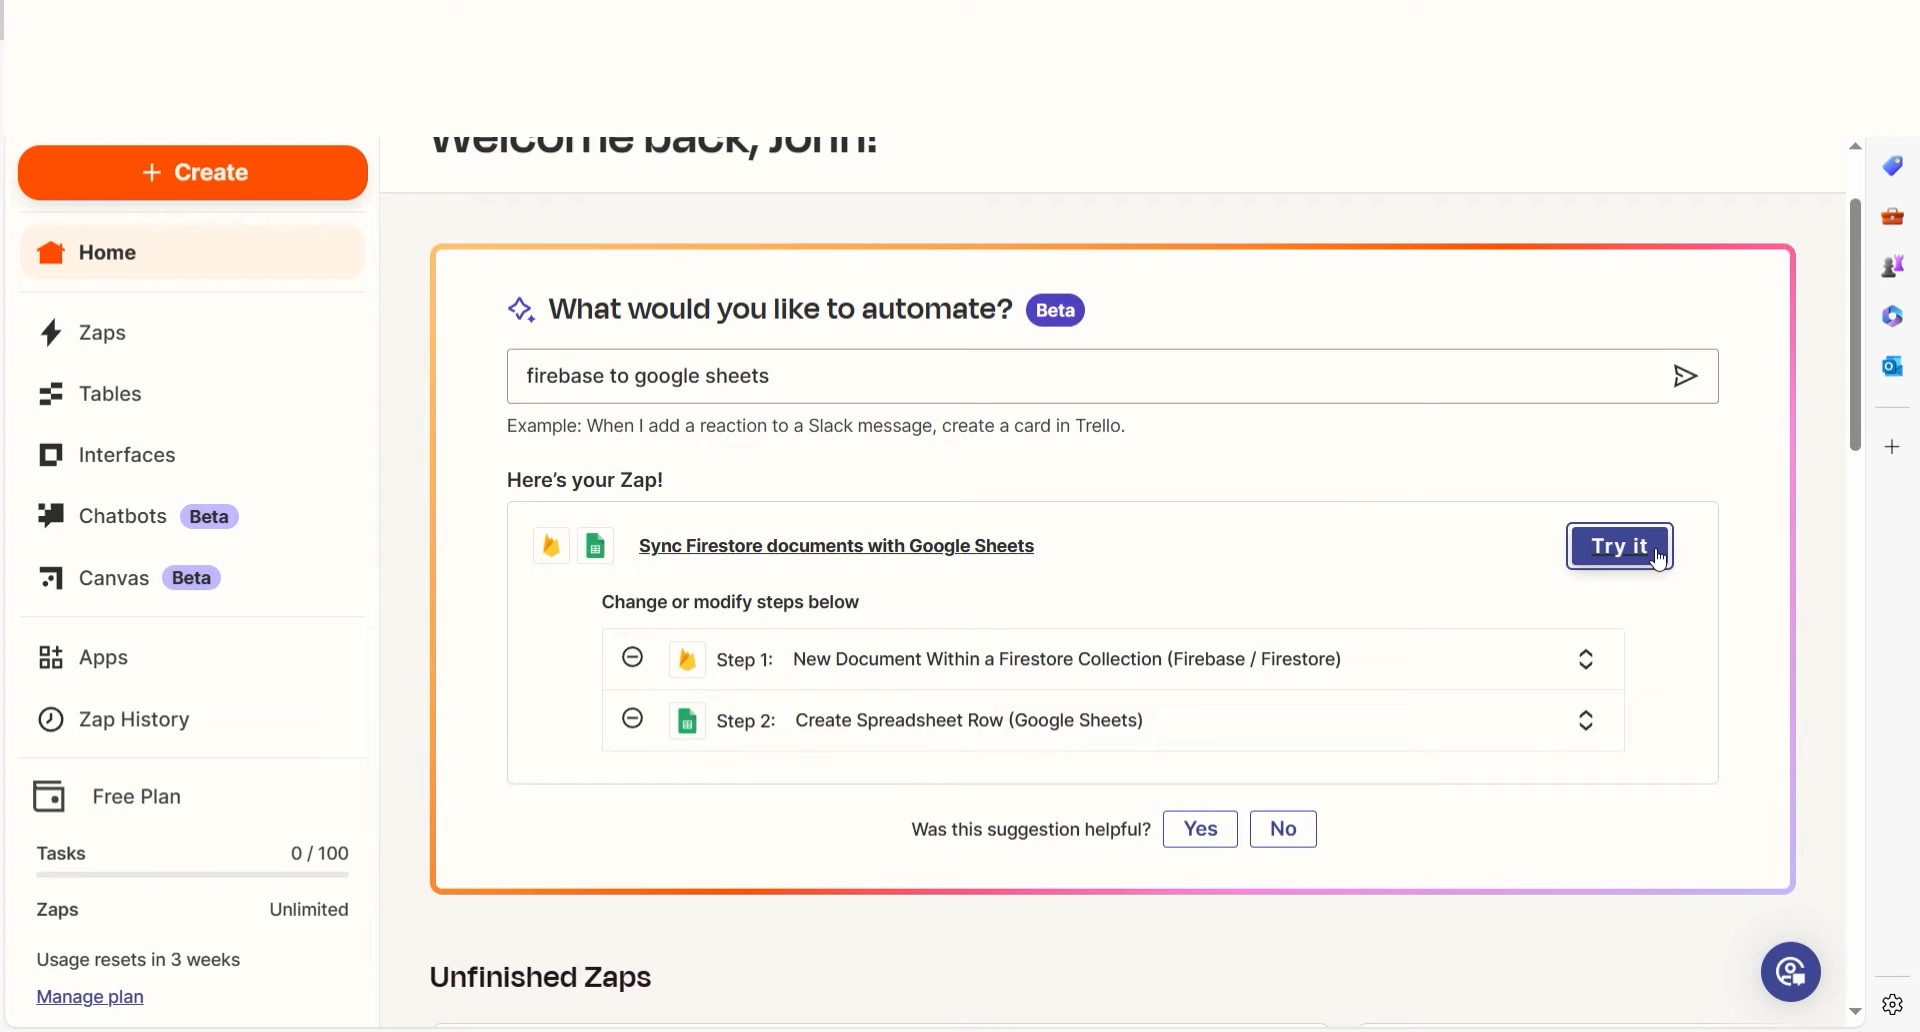 Welcome back, John!
+ Create
Home
What would you like to automate? Beta
Zaps
firebase to google sheets
Tables
Example: When I add a reaction to a Slack message, create a card in Trello.
Interfaces
Here's your Zap!
Chatbots Beta
Sync Firestore documents with Google Sheets
Try it
Canvas Beta
Change or modify steps below
Apps
Step 1: New Document Within a Firestore Collection (Firebase / Firestore)
Zap History
Step 2: Create Spreadsheet Row (Google Sheets)
Free Plan
Was this suggestion helpful? Yes No
Tasks 0 / 100
Zaps Unlimited
Usage resets in 3 weeks
Unfinished Zaps
Manage plan